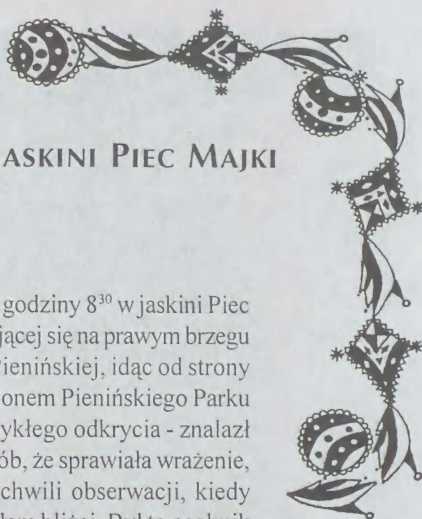 ASKINI PIEC MAJKI
godziny 8³⁰ w jaskini Piec
jącej się na prawym brzegu
Pienińskiej, idąc od strony
onem Pienińskiego Parku
ykłego odkrycia - znalazł
ób, że sprawiała wrażenie,
chwili obserwacji, kiedy